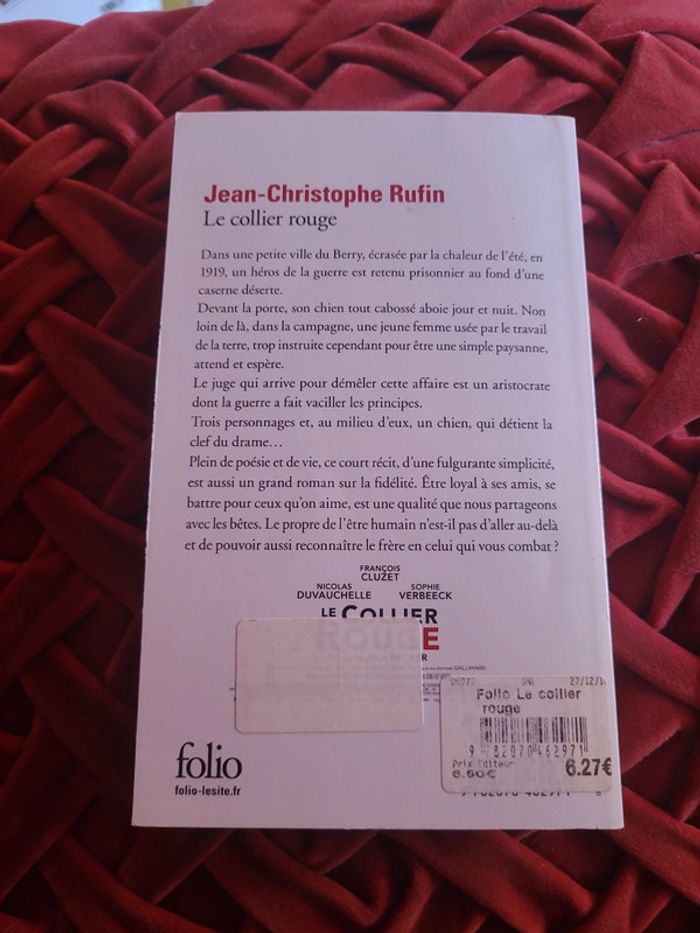 Jean-Christophe Rufin
Le collier rouge
Dans une petite ville du Berry, écrasée par la chaleur de l'été, en
1919, un héros de la guerre est retenu prisonnier au fond d'une
caserne déserte.
Devant la porte, son chien tout cabossé aboie jour et nuit. Non
loin de là, dans la campagne, une jeune femme usée par le travail
de la terre, trop instruite cependant pour être une simple paysanne,
attend et espère.
Le juge qui arrive pour démêler cette affaire est un aristocrate
dont la guerre a fait vaciller les principes.
Trois personnages et, au milieu d'eux, un chien, qui détient la
clef du drame…
Plein de poésie et de vie, ce court récit, d'une fulgurante simplicité,
est aussi un grand roman sur la fidélité. Être loyal à ses amis, se
battre pour ceux qu'on aime, est une qualité que nous partageons
avec les bêtes. Le propre de l'être humain n'est-il pas d'aller au-delà
et de pouvoir aussi reconnaître le frère en celui qui vous combat ?
FRANÇOIS
CLUZET
NICOLAS SOPHIE
DUVAUCHELLE VERBEECK
LE COLLIER
ROUGE
GALLIMARD
27/12/1
Folio Le collier
rouge
9 782070 462971
Prix Editeur
6.60€ 6.27€
folio
folio-lesite.fr